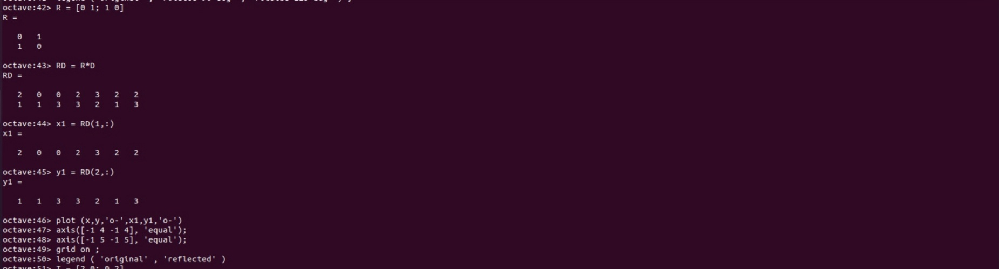 octave:42> R = [0 1; 1 0]
R =
0 1
1 0
octave:43> RD = R*D
RD =
2 0 0 2 3 2 2
1 1 3 3 2 1 3
octave:44> x1 = RD(1,:)
x1 =
2 0 0 2 3 2 2
octave:45> y1 = RD(2,:)
y1 =
1 1 3 3 2 1 3
octave:46> plot (x,y,'o-',x1,y1,'o-')
octave:47> axis([-1 4 -1 4], 'equal');
octave:48> axis([-1 5 -1 5], 'equal');
octave:49> grid on ;
octave:50> legend ( 'original' , 'reflected' )
octave:51> T = [2 0; 0 2]